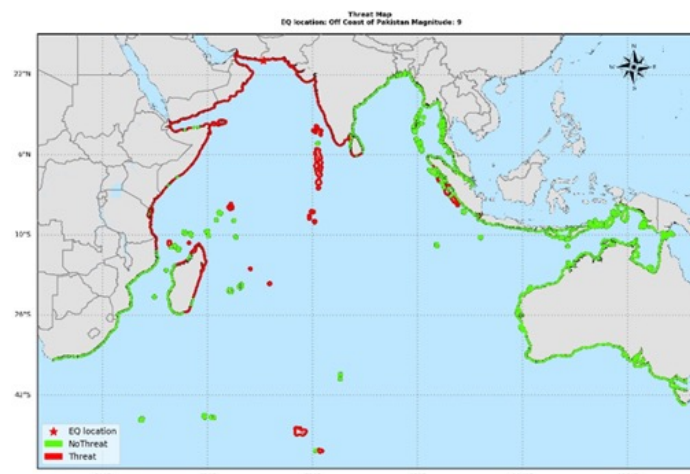 Threat Map
EQ location: Off Coast of Pakistan Magnitude: 9
N
22°N
6°N
10°S
26°S
42°S
EQ location
NoThreat
Threat